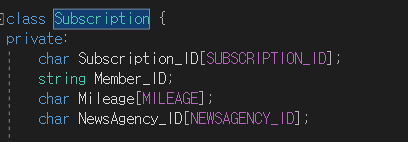 class Subscription {
private:
char Subscription_ID[SUBSCRIPTION_ID];
string Member_ID;
char Mileage[MILEAGE];
char NewsAgency_ID[NEWSAGENCY_ID];